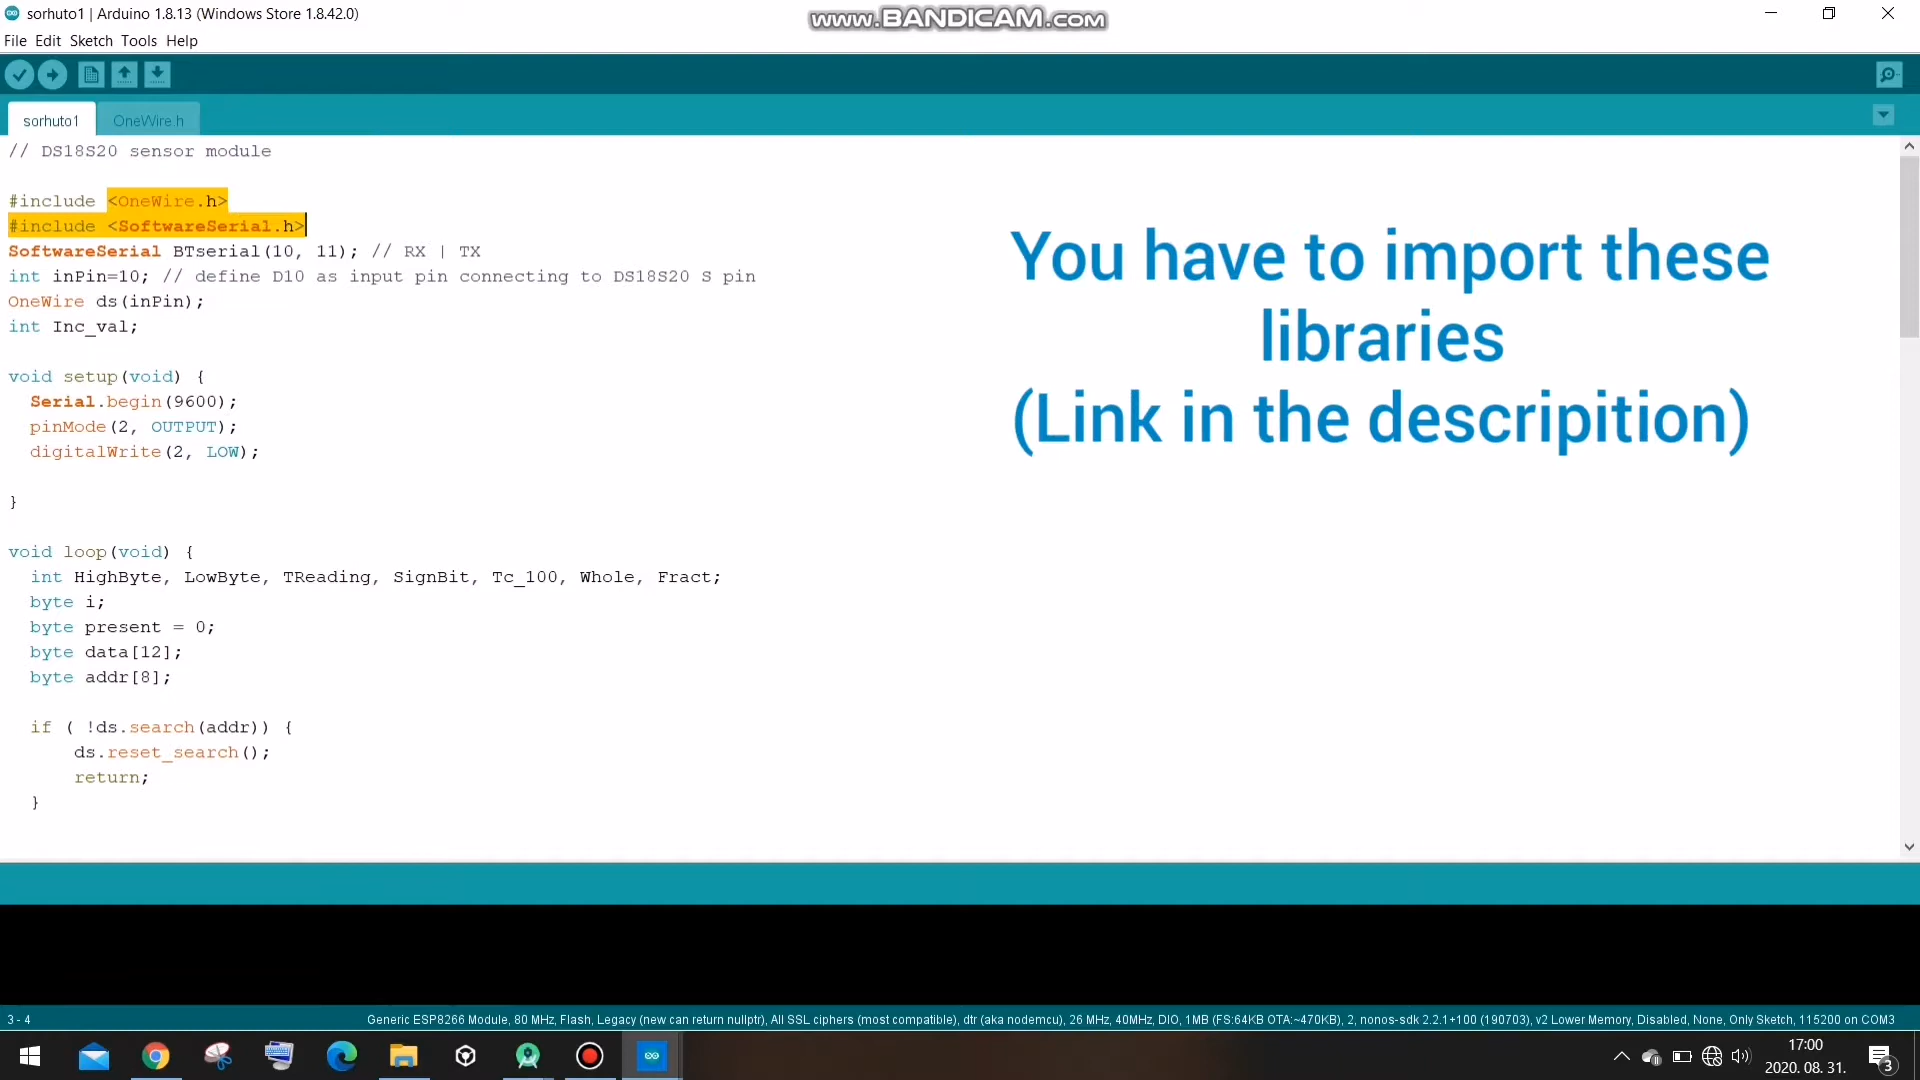 sorhuto1 | Arduino 1.8.13 (Windows Store 1.8.42.0)
www.BANDICAM.com
File Edit Sketch Tools Help
sorhuto1 OneWire.h
// DS18S20 sensor module
#include <OneWire.h>
#include <SoftwareSerial.h>
SoftwareSerial BTserial(10, 11); // RX | TX
int inPin=10; // define D10 as input pin connecting to DS18S20 S pin
OneWire ds(inPin);
int Inc_val;
void setup(void) {
Serial.begin(9600);
pinMode(2, OUTPUT);
digitalWrite(2, LOW);
}
void loop(void) {
int HighByte, LowByte, TReading, SignBit, Tc_100, Whole, Fract;
byte i;
byte present = 0;
byte data[12];
byte addr[8];
if ( !ds.search(addr)) {
ds.reset_search();
return;
}
You have to import these
libraries
(Link in the descripition)
3 - 4
Generic ESP8266 Module, 80 MHz, Flash, Legacy (new can return nullptr), All SSL ciphers (most compatible), dtr (aka nodemcu), 26 MHz, 40MHz, DIO, 1MB (FS:64KB OTA:~470KB), 2, nonos-sdk 2.2.1+100 (190703), v2 Lower Memory, Disabled, None, Only Sketch, 115200 on COM3
17:00
2020. 08. 31.
3